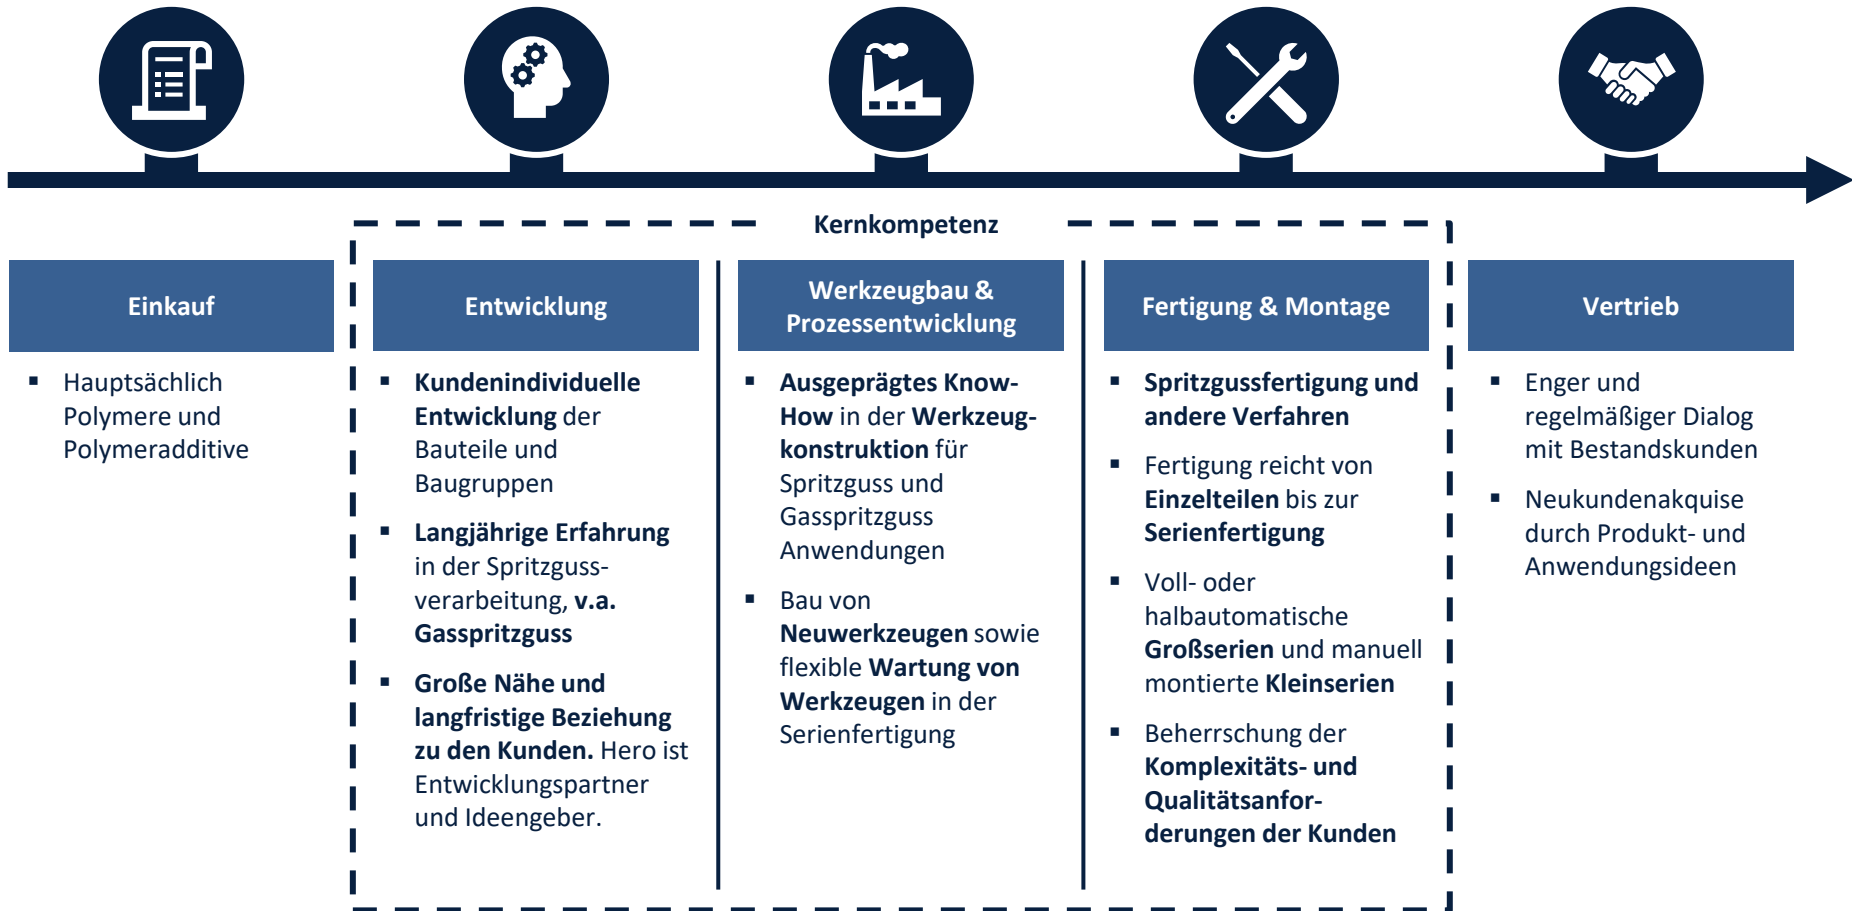 Kernkompetenz
Einkauf
▪ Hauptsächlich
Polymere und
Polymeradditive
Entwicklung
▪ Kundenindividuelle
Entwicklung der
Bauteile und
Baugruppen
▪ Langjährige Erfahrung
in der Spritzguss-
verarbeitung, v.a.
Gasspritzguss
▪ Große Nähe und
langfristige Beziehung
zu den Kunden. Hero ist
Entwicklungspartner
und Ideengeber.
Werkzeugbau &
Prozessentwicklung
▪ Ausgeprägtes Know-
How in der Werkzeug-
konstruktion für
Spritzguss und
Gasspritzguss
Anwendungen
▪ Bau von
Neuwerkzeugen sowie
flexible Wartung von
Werkzeugen in der
Serienfertigung
Fertigung & Montage
▪ Spritzgussfertigung und
andere Verfahren
▪ Fertigung reicht von
Einzelteilen bis zur
Serienfertigung
▪ Voll- oder
halbautomatische
Großserien und manuell
montierte Kleinserien
▪ Beherrschung der
Komplexitäts- und
Qualitätsanfor-
derungen der Kunden
Vertrieb
▪ Enger und
regelmäßiger Dialog
mit Bestandskunden
▪ Neukundenakquise
durch Produkt- und
Anwendungsideen